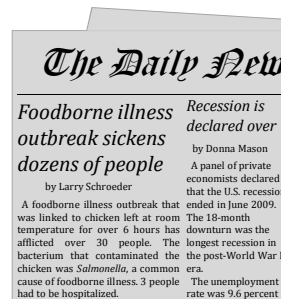 The Daily New
Foodborne illness
outbreak sickens
dozens of people
by Larry Schroeder
A foodborne illness outbreak that
was linked to chicken left at room
temperature for over 6 hours has
afflicted over 30 people. The
bacterium that contaminated the
chicken was Salmonella, a common
cause of foodborne illness. 3 people
had to be hospitalized.
Recession is
declared over
by Donna Mason
A panel of private
economists declared
that the U.S. recessio
ended in June 2009.
The 18-month
downturn was the
longest recession in
the post-World War
era.
The unemployment
rate was 9.6 percent